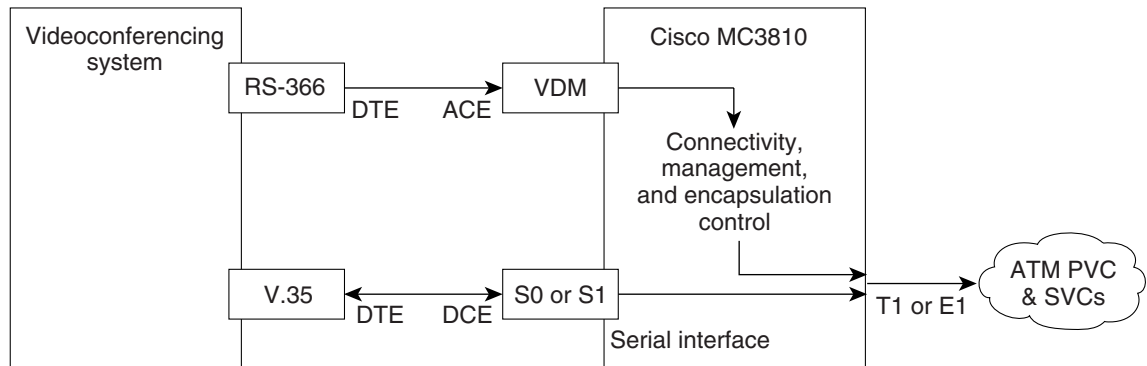 Videoconferencing
system
Cisco MC3810
RS-366
DTE
ACE
VDM
Connectivity,
management,
and encapsulation
control
V.35
DTE
DCE
S0 or S1
Serial interface
T1 or E1
ATM PVC
& SVCs